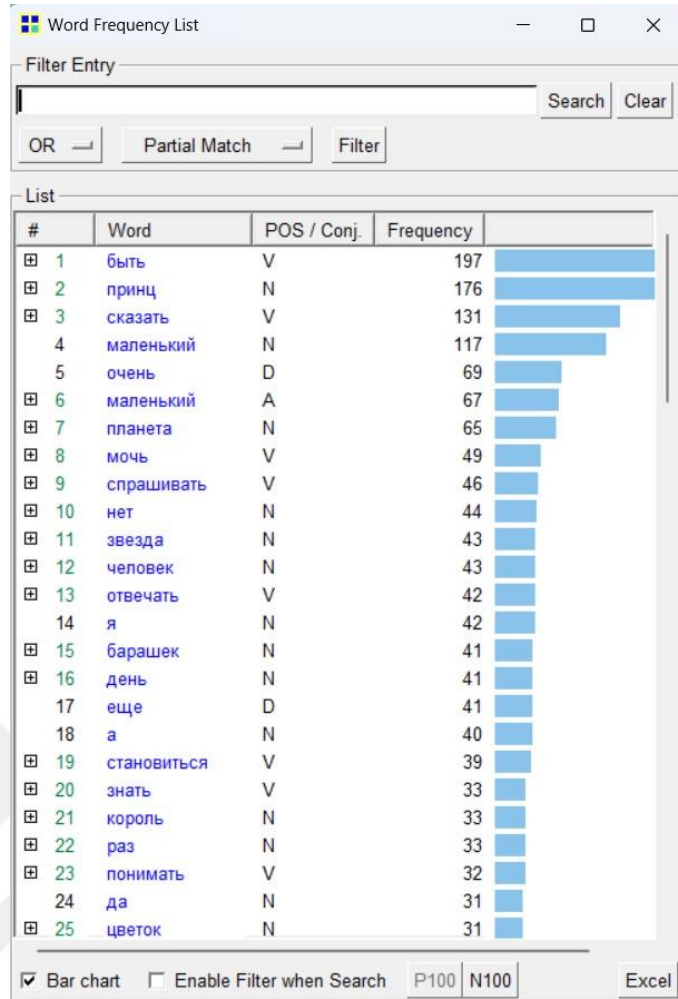 Word Frequency List
Filter Entry
Search Clear
OR Partial Match Filter
List
# Word POS / Conj. Frequency
1 быть V 197
2 принц N 176
3 сказать V 131
4 маленький N 117
5 очень D 69
6 маленький A 67
7 планета N 65
8 мочь V 49
9 спрашивать V 46
10 нет N 44
11 звезда N 43
12 человек N 43
13 отвечать V 42
14 я N 42
15 барашек N 41
16 день N 41
17 еще D 41
18 а N 40
19 становиться V 39
20 знать V 33
21 король N 33
22 раз N 33
23 понимать V 32
24 да N 31
25 цветок N 31
Bar chart Enable Filter when Search P100 N100 Excel